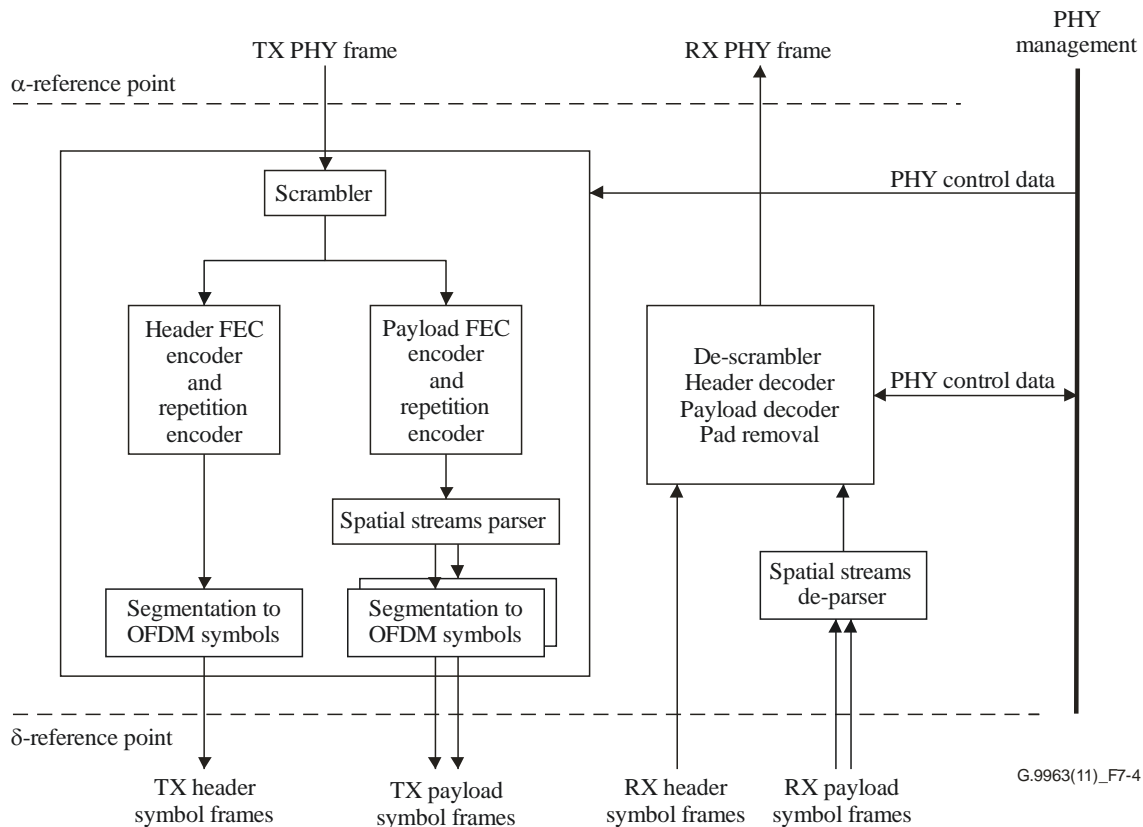 PHY
management
TX PHY frame
RX PHY frame
α-reference point
PHY control data
Scrambler
Header FEC
encoder
and
repetition
encoder
Payload FEC
encoder
and
repetition
encoder
De-scrambler
Header decoder
Payload decoder
Pad removal
PHY control data
Spatial streams parser
Spatial streams
de-parser
Segmentation to
OFDM symbols
Segmentation to
OFDM symbols
δ-reference point
TX header
symbol frames
TX payload
symbol frames
RX header
symbol frames
RX payload
symbol frames
G.9963(11)_F7-4